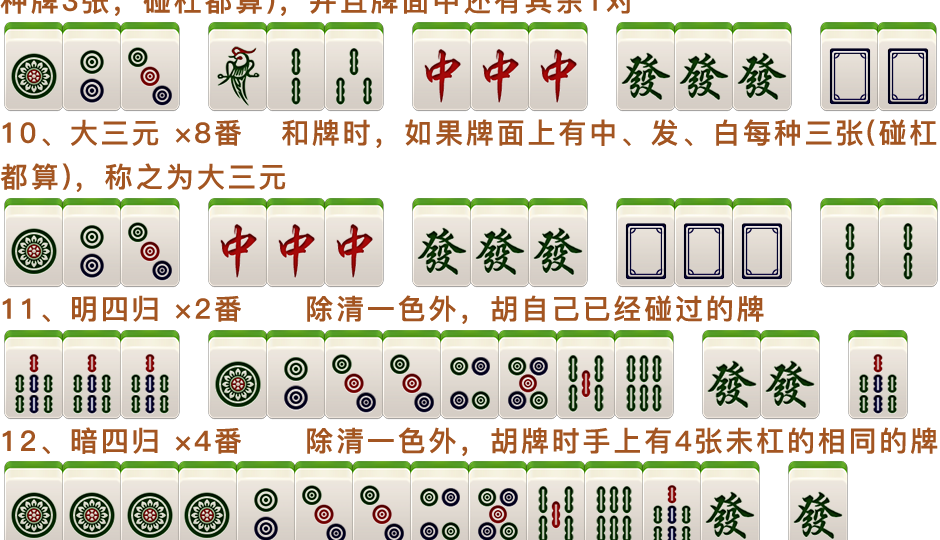 种牌3张，碰杠都算)，并且牌面中还有其余1对
中 中 中 發 發 發
10、大三元 ×8番 和牌时，如果牌面上有中、发、白每种三张(碰杠
都算)，称之为大三元
中 中 中 發 發 發
11、明四归 ×2番 除清一色外，胡自己已经碰过的牌
發 發
12、暗四归 ×4番 除清一色外，胡牌时手上有4张未杠的相同的牌
發 發